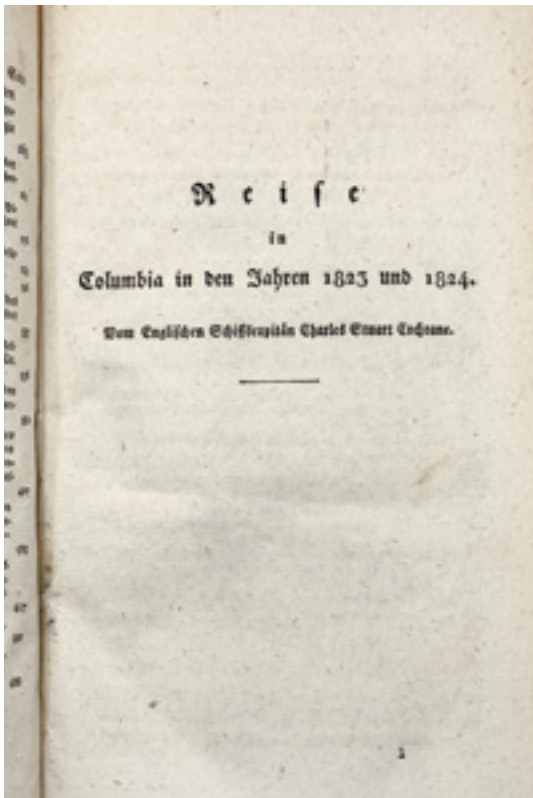 Reise
in
Columbia in den Jahren 1823 und 1824.
Vom Englischen Schiffscapitän Charles Stuart Cochrane.
1